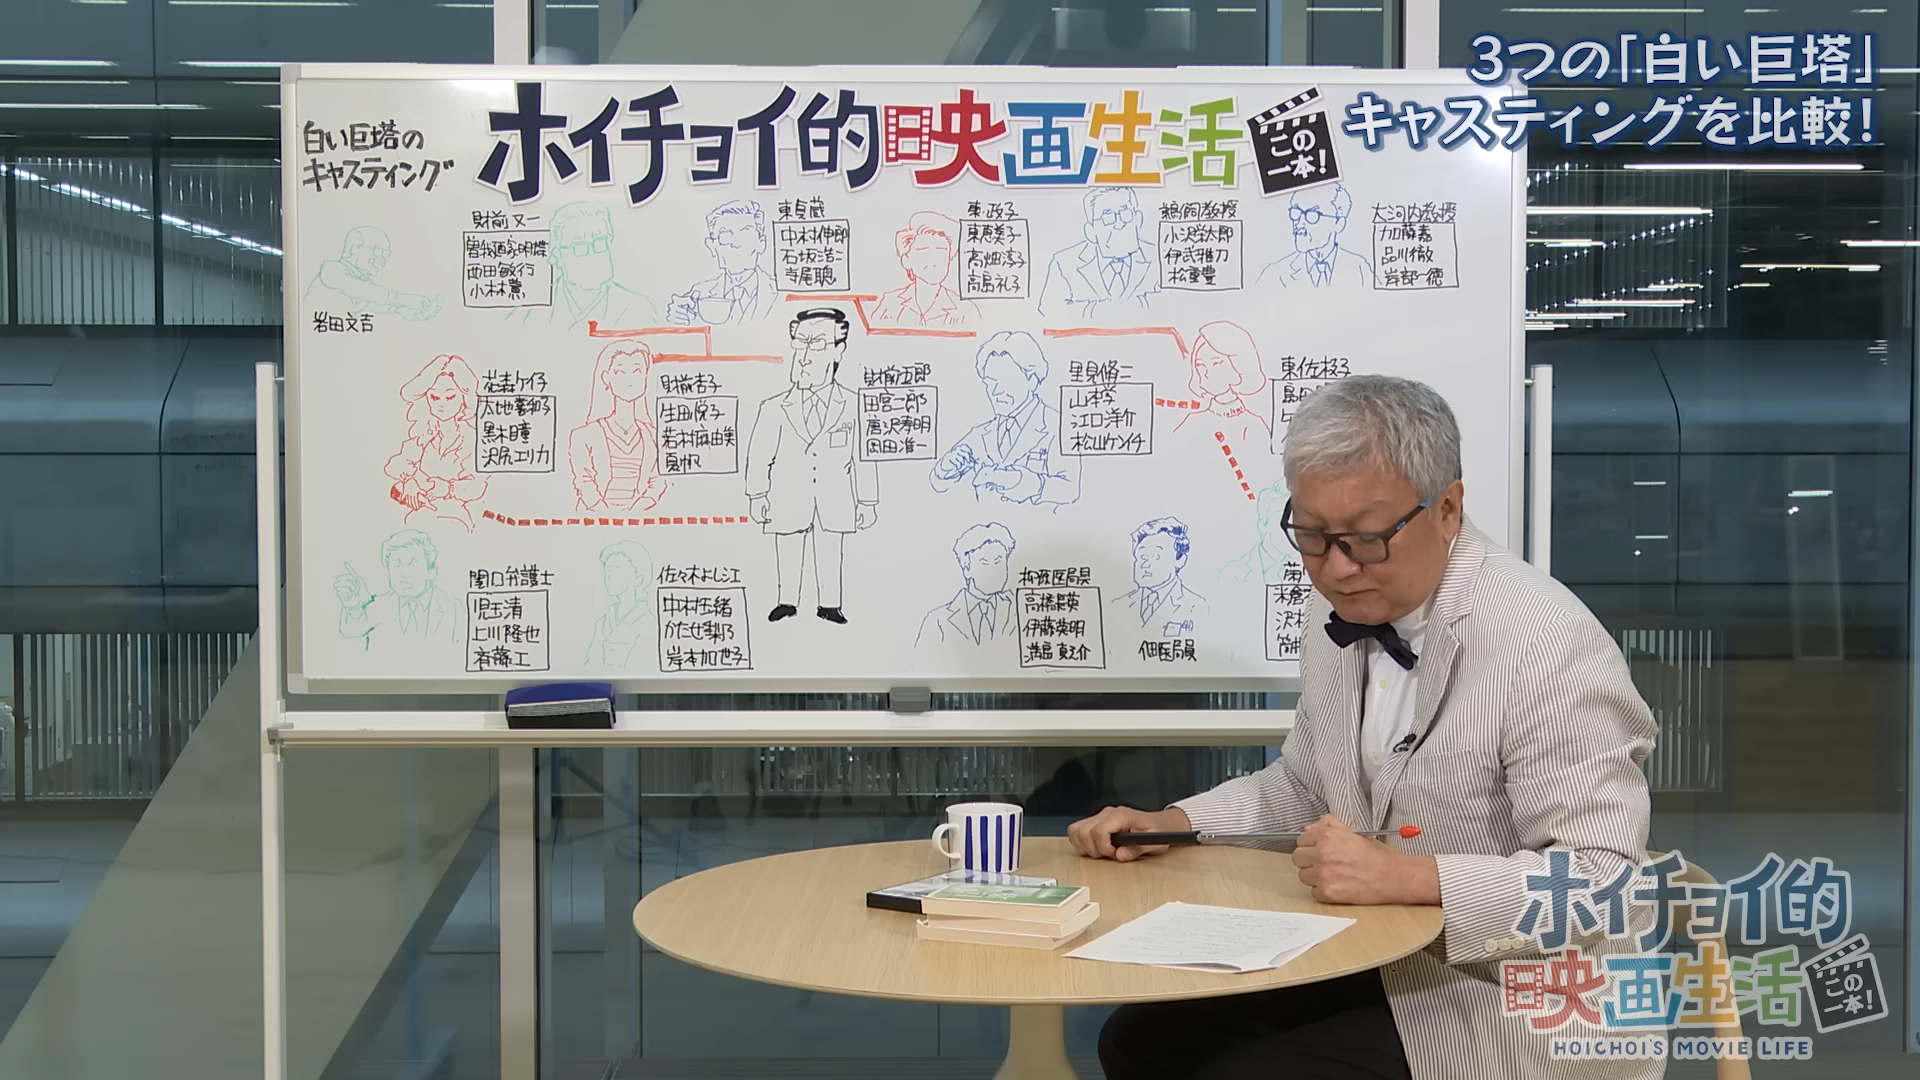 3つの「白い巨塔」
キャスティングを比較！
白い巨塔の
キャスティング
ホイチョイ的映画生活
この
一本!
岩田文吉
財前又一
曽我廼家明蝶
西田敏行
小林薫
東貞蔵
中村伸郎
石坂浩二
寺尾聰
東政子
東恵美子
高畑淳子
高島礼子
鵜飼教授
小沢栄太郎
伊武雅刀
松重豊
大河内教授
加藤嘉
品川徹
岸部一徳
花森ケイ子
太地喜和子
黒木瞳
沢尻エリカ
財前杏子
生田悦子
若村麻由美
夏帆
財前五郎
田宮二郎
唐沢寿明
岡田准一
里見脩二
山本学
江口洋介
松山ケンイチ
東佐枝子
島田
関口弁護士
児玉清
上川隆也
斉藤工
佐々木よし江
中村玉緒
かたせ梨乃
岸本加世子
高橋長英
伊藤英明
満島真之介
佃医局員
ホイチョイ的
映画生活
この
一本!
HOICHOI'S MOVIE LIFE